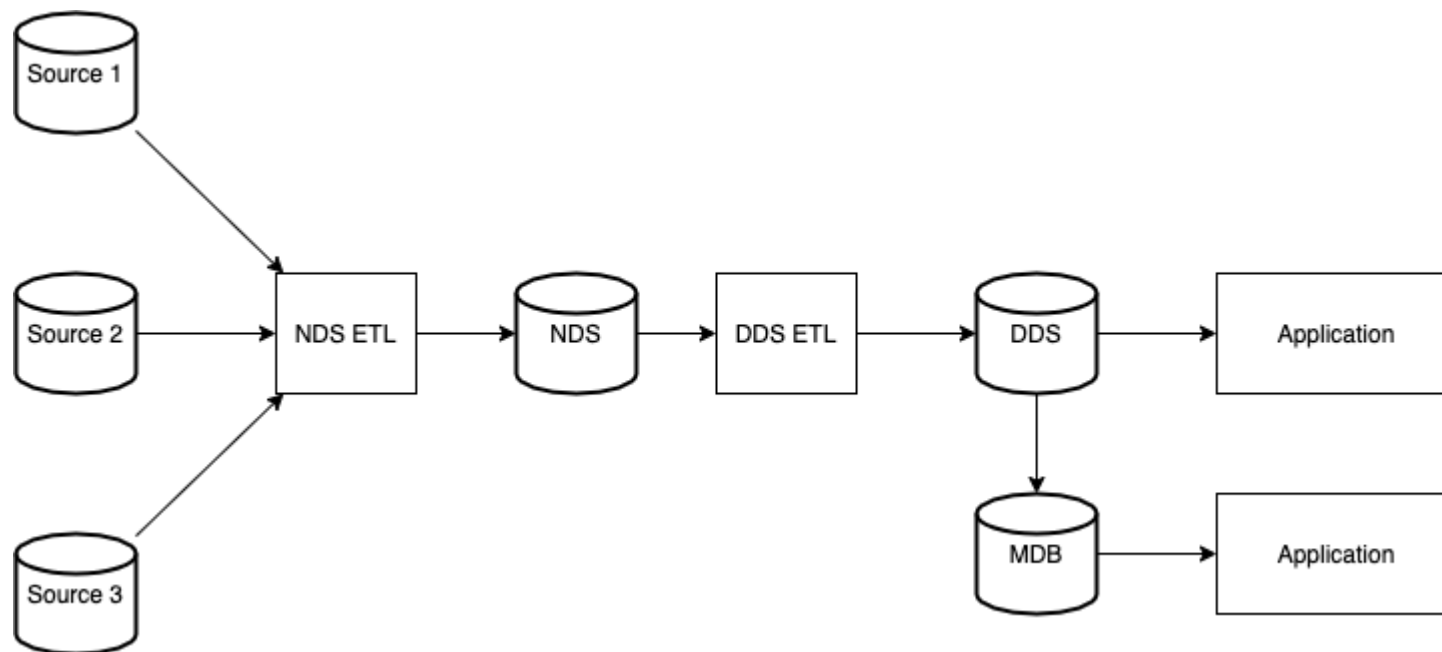 Source 1
Source 2
NDS ETL
NDS
DDS ETL
DDS
Application
MDB
Application
Source 3